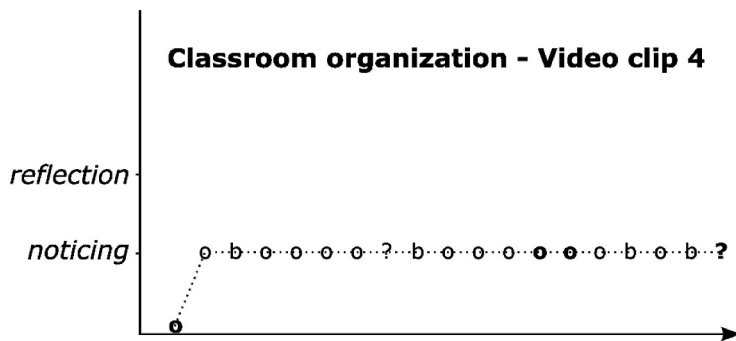 Classroom organization - Video clip 4
reflection
noticing o b o o o o ? b o o o o o o b o b ?
o